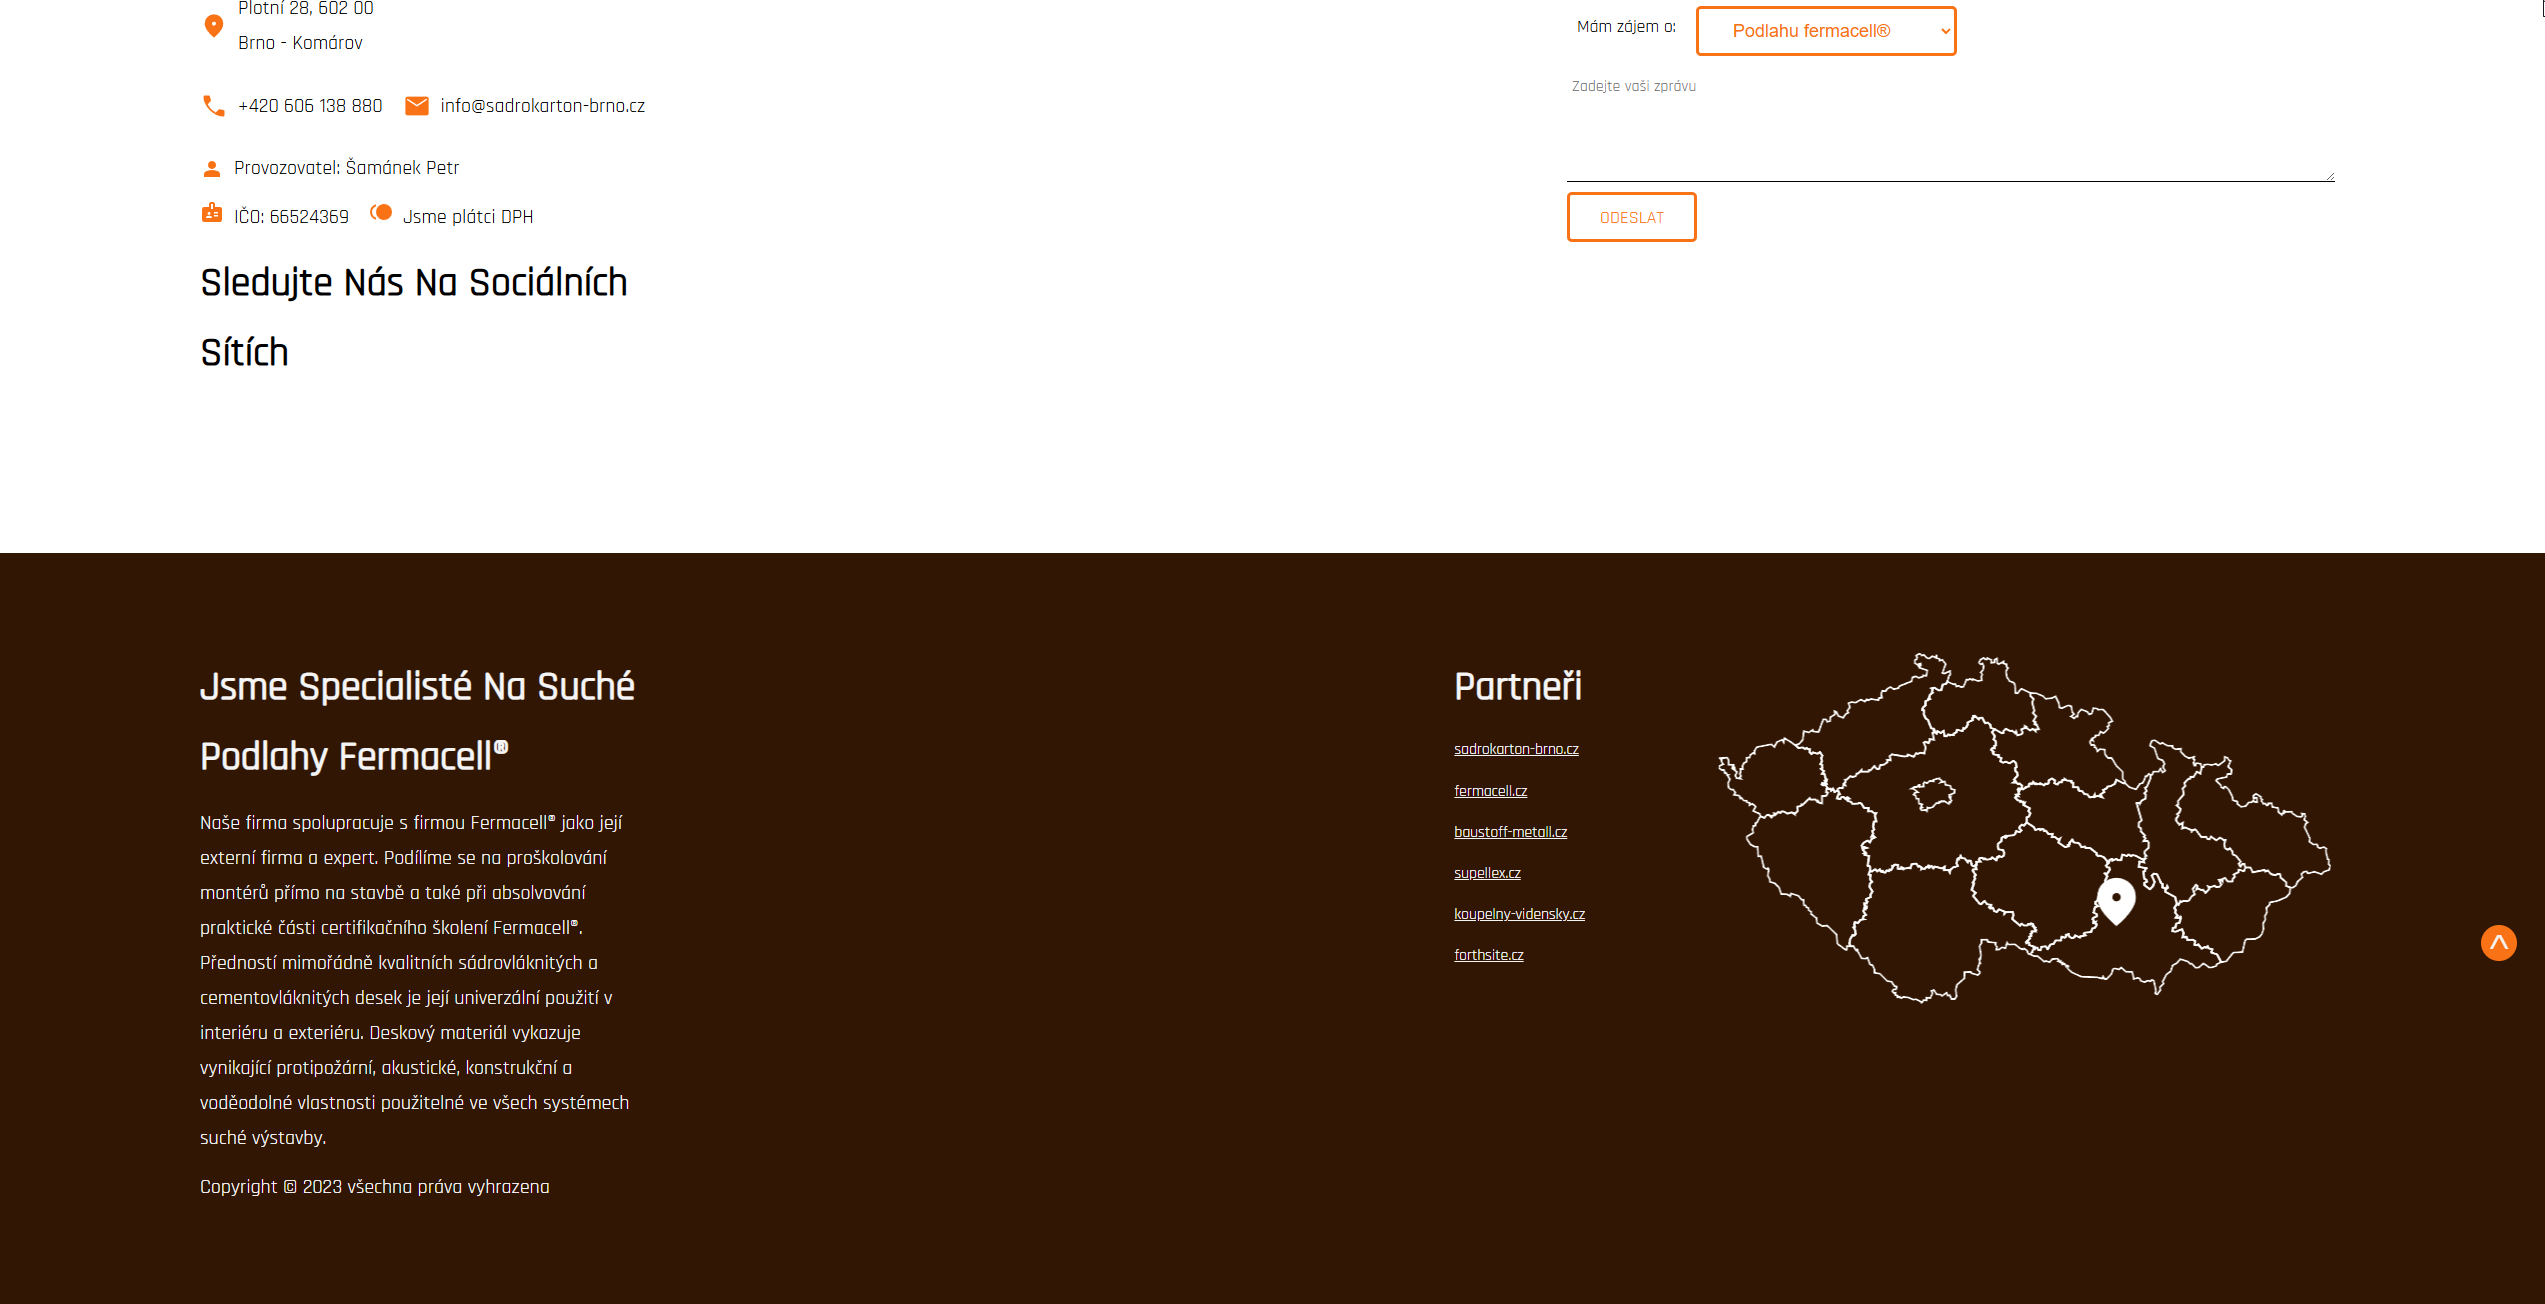 Plotní 28, 602 00
Brno - Komárov
+420 606 138 880 info@sadrokarton-brno.cz
Provozovatel: Šamánek Petr
IČO: 66524369 Jsme plátci DPH
Sledujte Nás Na Sociálních
Sítích
Mám zájem o: Podlahu fermacell®
Zadejte vaši zprávu
ODESLAT
Jsme Specialisté Na Suché
Podlahy Fermacell®
Naše firma spolupracuje s firmou Fermacell® jako její
externí firma a expert. Podílíme se na proškolování
montérů přímo na stavbě a také při absolvování
praktické části certifikačního školení Fermacell®.
Předností mimořádně kvalitních sádrovláknitých a
cementovláknitých desek je její univerzální použití v
interiéru a exteriéru. Deskový materiál vykazuje
vynikající protipožární, akustické, konstrukční a
voděodolné vlastnosti použitelné ve všech systémech
suché výstavby.
Copyright © 2023 všechna práva vyhrazena
Partneři
sadrokarton-brno.cz
fermacell.cz
baustoff-metall.cz
supellex.cz
koupelny-vidensky.cz
forthsite.cz